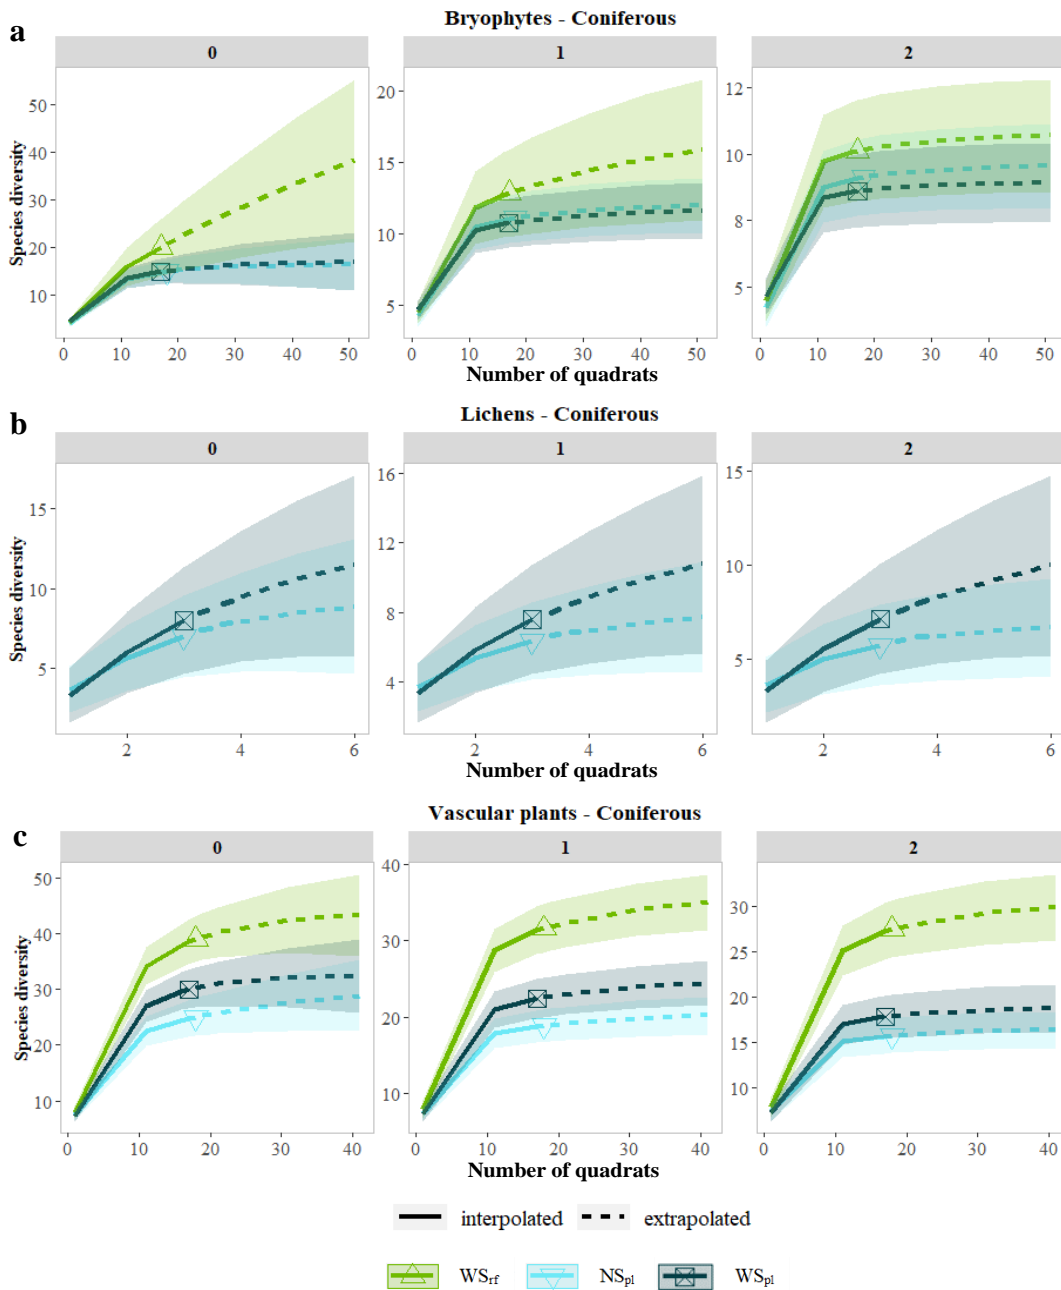 a
Bryophytes - Coniferous
0 1 2
Species diversity
50
40
30
20
10
0 10 20 30 40 50
20
15
10
5
0 10 20 30 40 50
12
10
8
5
0 10 20 30 40 50
Number of quadrats
b
Lichens - Coniferous
0 1 2
Species diversity
15
10
5
2 4 6
16
12
8
4
2 4 6
15
10
5
2 4 6
Number of quadrats
c
Vascular plants - Coniferous
0 1 2
Species diversity
50
40
30
20
10
0 10 20 30 40
40
30
20
10
0 10 20 30 40
30
25
20
15
10
0 10 20 30 40
Number of quadrats
interpolated extrapolated
WSrf NSpl WSpl